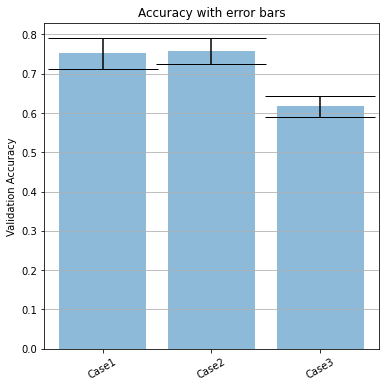 Accuracy with error bars
Validation Accuracy
0.8
0.7
0.6
0.5
0.4
0.3
0.2
0.1
0.0
Case1
Case2
Case3